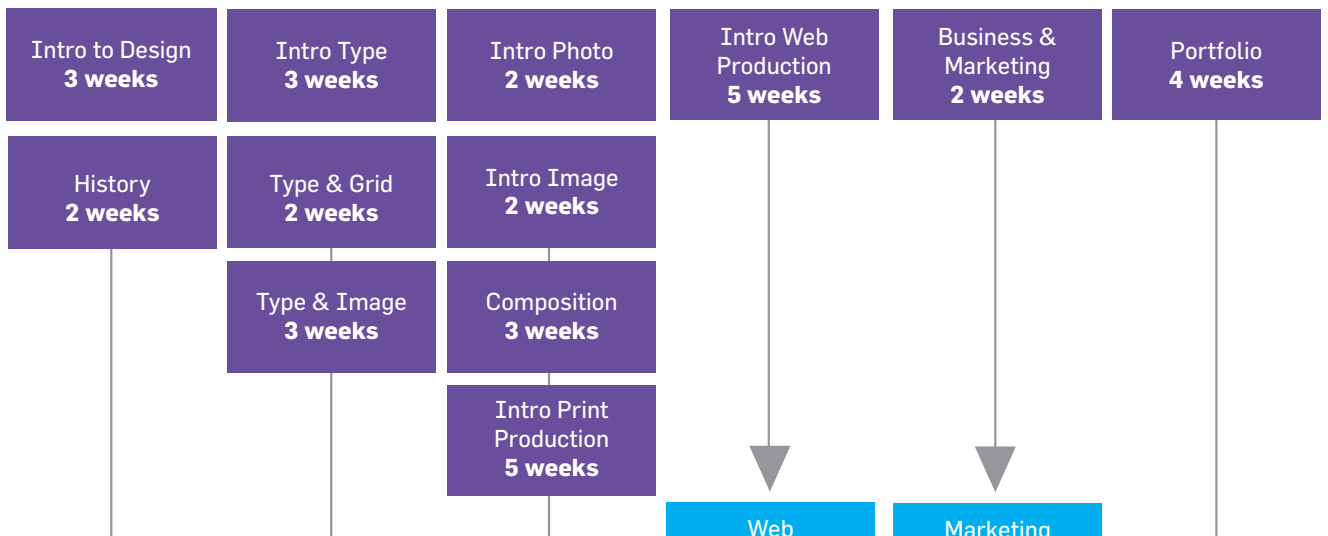 Intro to Design
3 weeks
Intro Type
3 weeks
Intro Photo
2 weeks
Intro Web
Production
5 weeks
Business &
Marketing
2 weeks
Portfolio
4 weeks
History
2 weeks
Type & Grid
2 weeks
Intro Image
2 weeks
Type & Image
3 weeks
Composition
3 weeks
Intro Print
Production
5 weeks
Web
Marketing